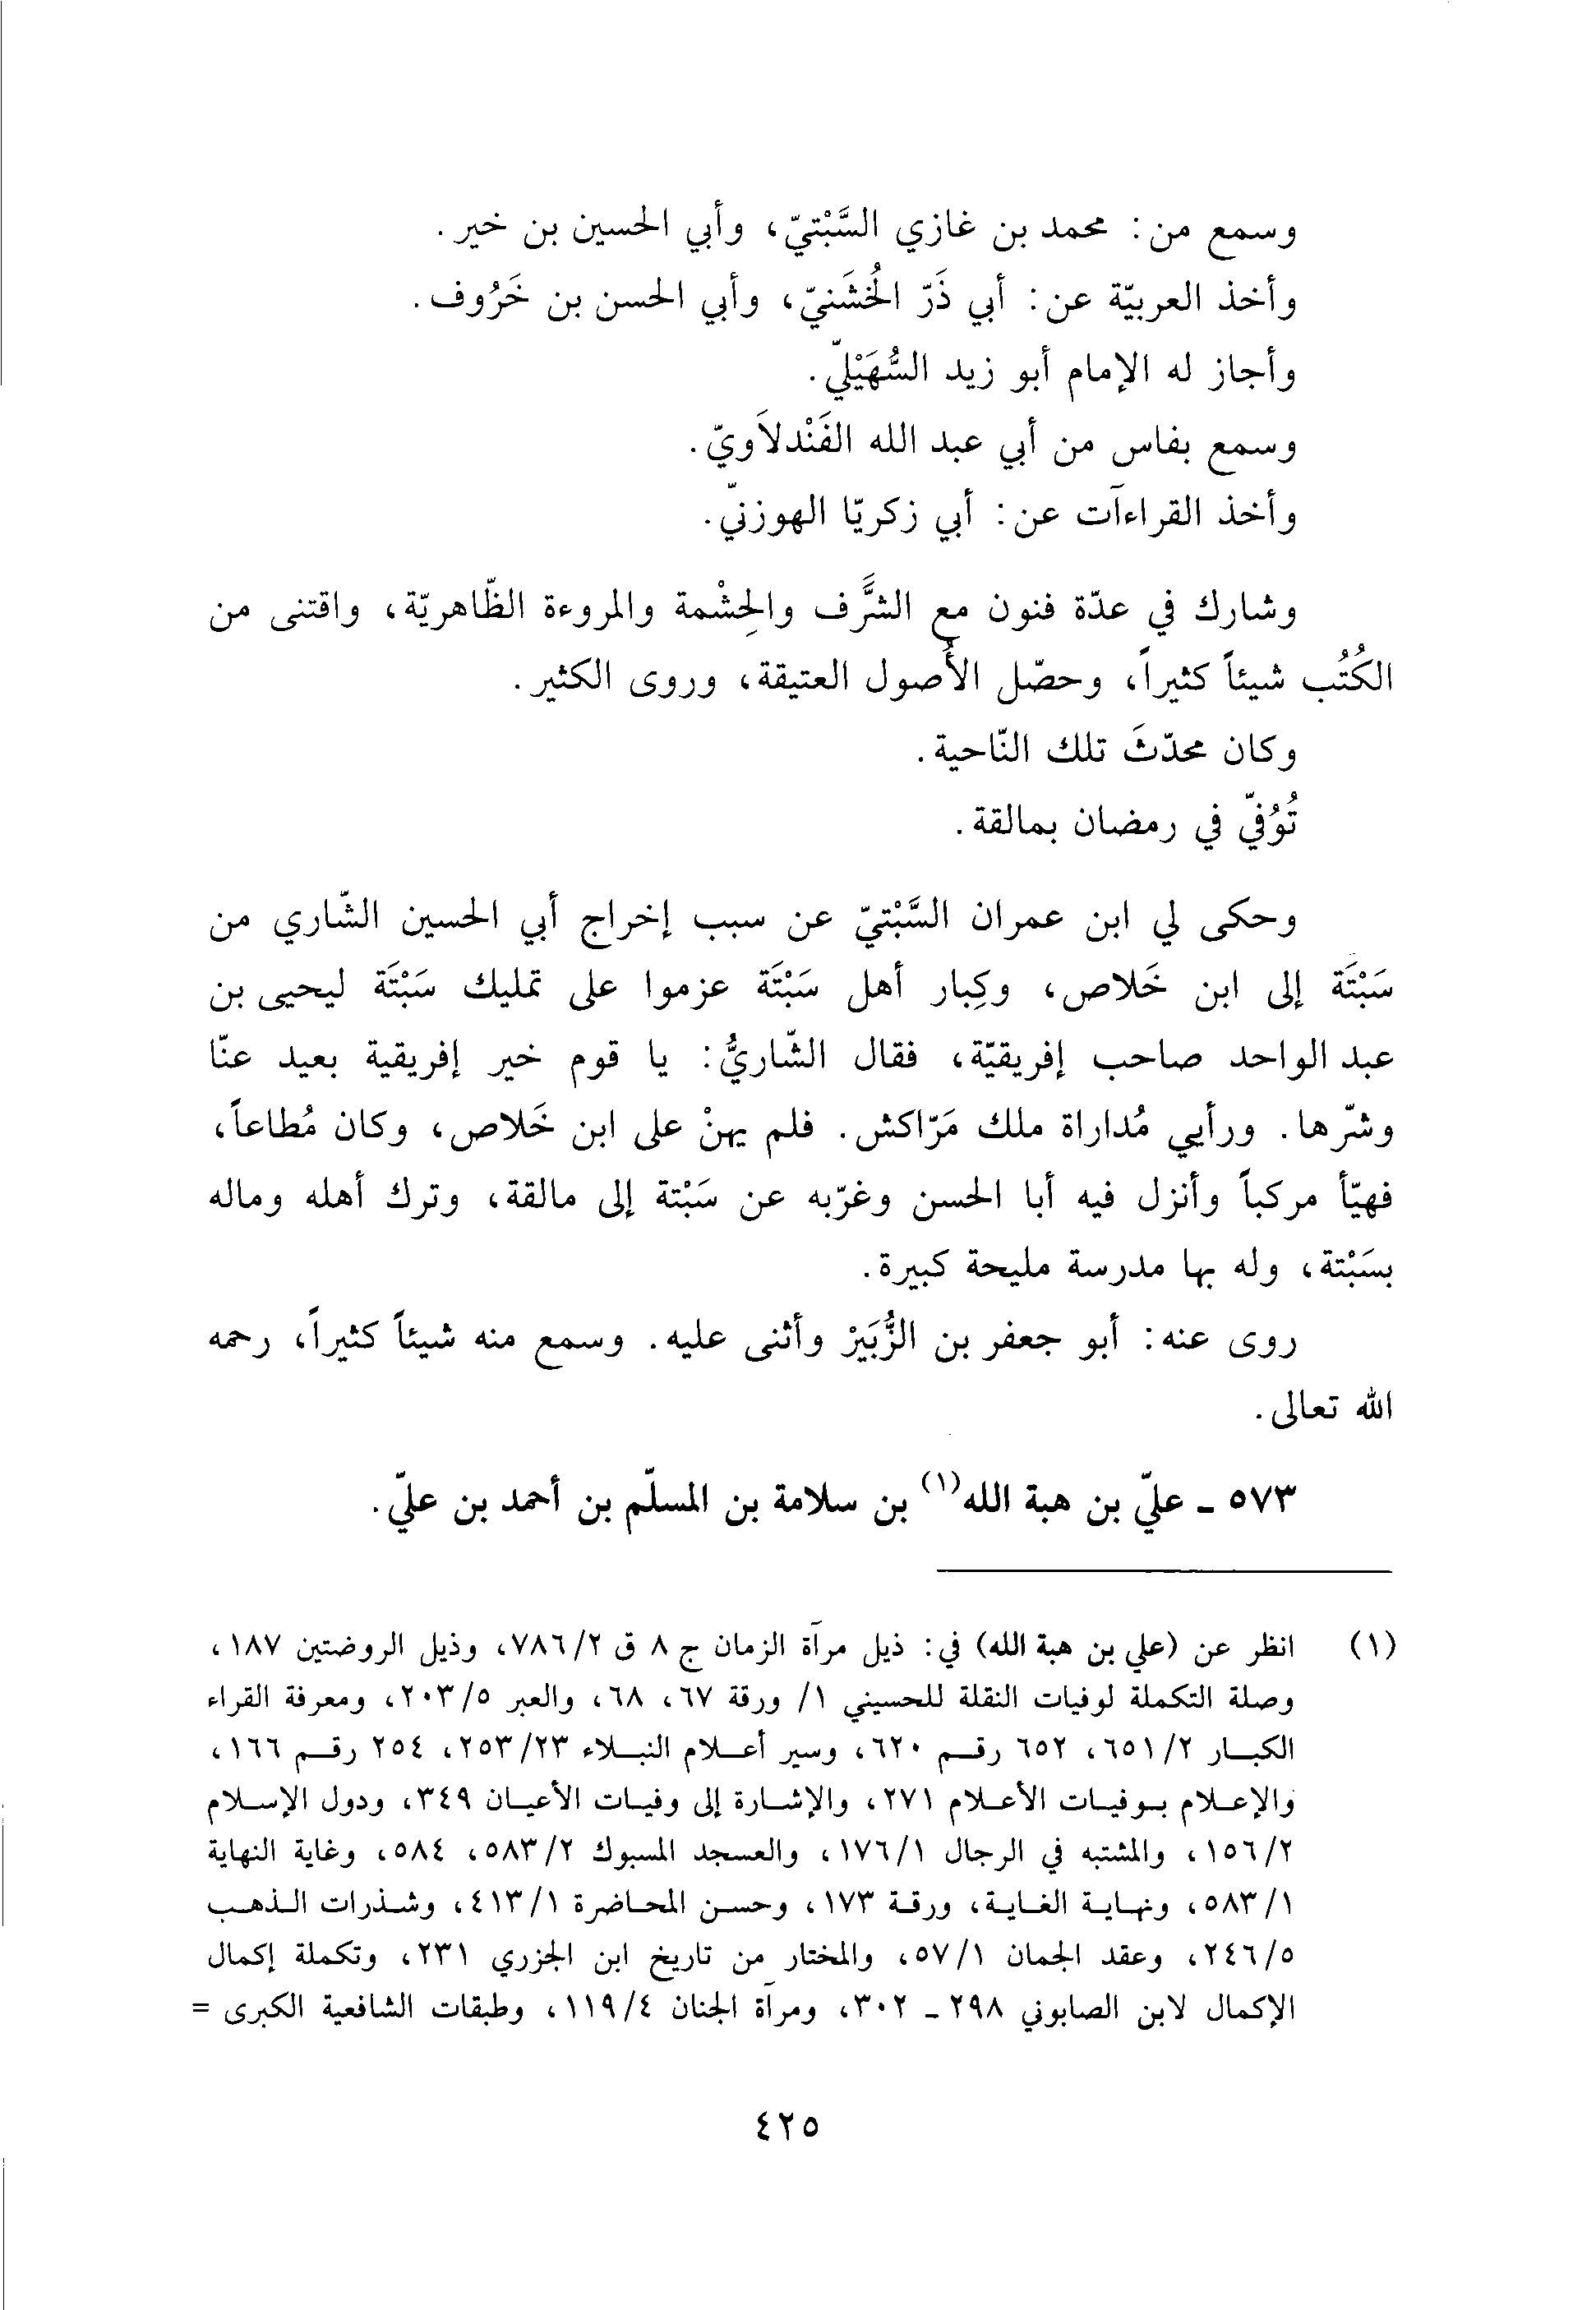 وسمع من: محمد بن غازي السَّبْتيّ، وأبي الحسين بن خير.
وأخذ العربيّة عن: أبي ذَرّ الخُشَنيّ، وأبي الحسن بن خَرُوف.
وأجاز له الإمام أبو زيد السُّهَيْليّ.
وسمع بفاس من أبي عبد الله الفَنْدلاَويّ.
وأخذ القراءآت عن: أبي زكريّا الهوزنيّ.
وشارك في عدّة فنون مع الشَّرَف والحِشْمة والمروءة الظّاهريّة، واقتنى من
الكُتُب شيئاً كثيراً، وحصّل الأُصول العتيقة، وروى الكثير.
وكان محدّثَ تلك النّاحية.
تُوُفّي في رمضان بمالقة.
وحكى لي ابن عمران السَّبْتيّ عن سبب إخراج أبي الحسين الشّاري من
سَبْتَة إلى ابن خَلاص، وكِبار أهل سَبْتَة عزموا على تمليك سَبْتَة ليحيى بن
عبد الواحد صاحب إفريقيّة، فقال الشّاريُّ: يا قوم خير إفريقية بعيد عنّا
وشرّها. ورأيي مُداراة ملك مَرّاكش. فلم يهنْ على ابن خَلاص، وكان مُطاعاً،
فهيّأ مركباً وأنزل فيه أبا الحسن وغرّبه عن سَبْتة إلى مالقة، وترك أهله وماله
بسَبْتة، وله بها مدرسة مليحة كبيرة.
روى عنه: أبو جعفر بن الزُّبَيْر وأثنى عليه. وسمع منه شيئاً كثيراً، رحمه
الله تعالى.
٥٧٣ - عليّ بن هبة الله(١) بن سلامة بن المسلّم بن أحمد بن عليّ.
(١) انظر عن (علي بن هبة الله) في: ذيل مرآة الزمان ج ٨ ق ٧٨٦/٢، وذيل الروضتين ١٨٧،
وصلة التكملة لوفيات النقلة للحسيني ١/ ورقة ٦٧، ٦٨، والعبر ٢٠٣/٥، ومعرفة القراء
الكبار ٦٥١/٢، ٦٥٢ رقم ٦٢٠، وسير أعلام النبلاء ٢٥٣/٢٣، ٢٥٤ رقم ١٦٦،
والإعلام بوفيات الأعلام ٢٧١، والإشارة إلى وفيات الأعيان ٣٤٩، ودول الإسلام
١٥٦/٢، والمشتبه في الرجال ١٧٦/١، والعسجد المسبوك ٥٨٣/٢، ٥٨٤، وغاية النهاية
٥٨٣/١، ونهاية الغاية، ورقة ١٧٣، وحسن المحاضرة ٤١٣/١، وشذرات الذهب
٢٤٦/٥، وعقد الجمان ٥٧/١، والمختار من تاريخ ابن الجزري ٢٣١، وتكملة إكمال
الإكمال لابن الصابوني ٢٩٨ - ٣٠٢، ومرآة الجنان ١١٩/٤، وطبقات الشافعية الكبرى =
٤٢٥